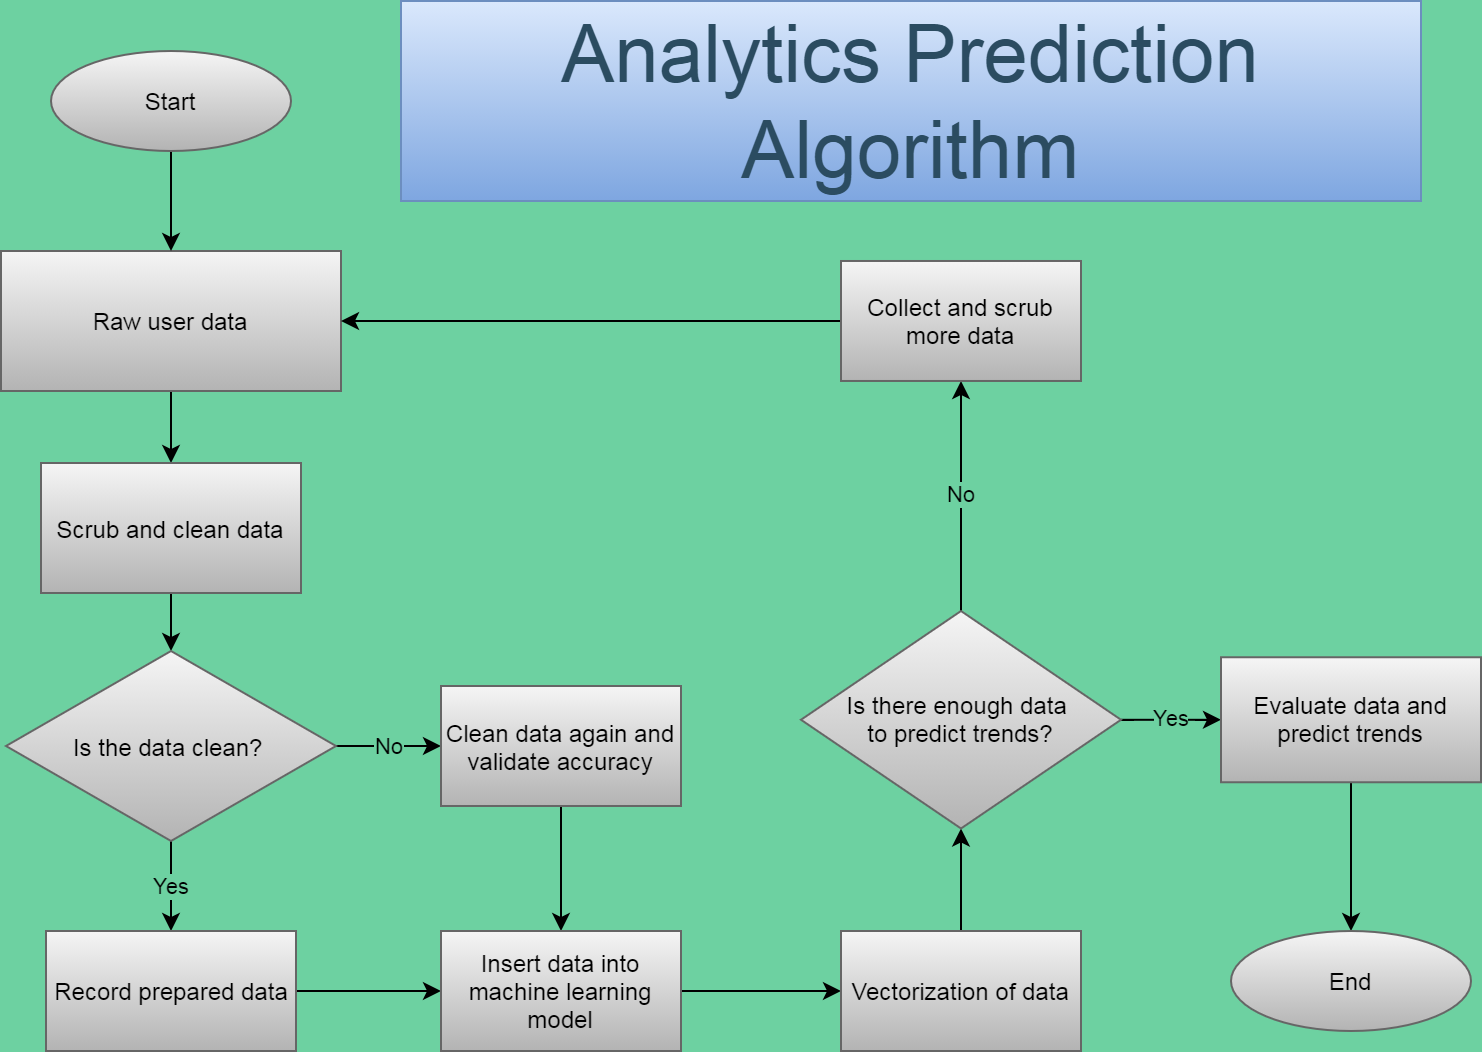 Analytics Prediction
Algorithm
Start
Raw user data
Collect and scrub
more data
Scrub and clean data
No
Is the data clean?
No
Clean data again and
validate accuracy
Is there enough data
to predict trends?
Yes
Evaluate data and
predict trends
Yes
Record prepared data
Insert data into
machine learning
model
Vectorization of data
End